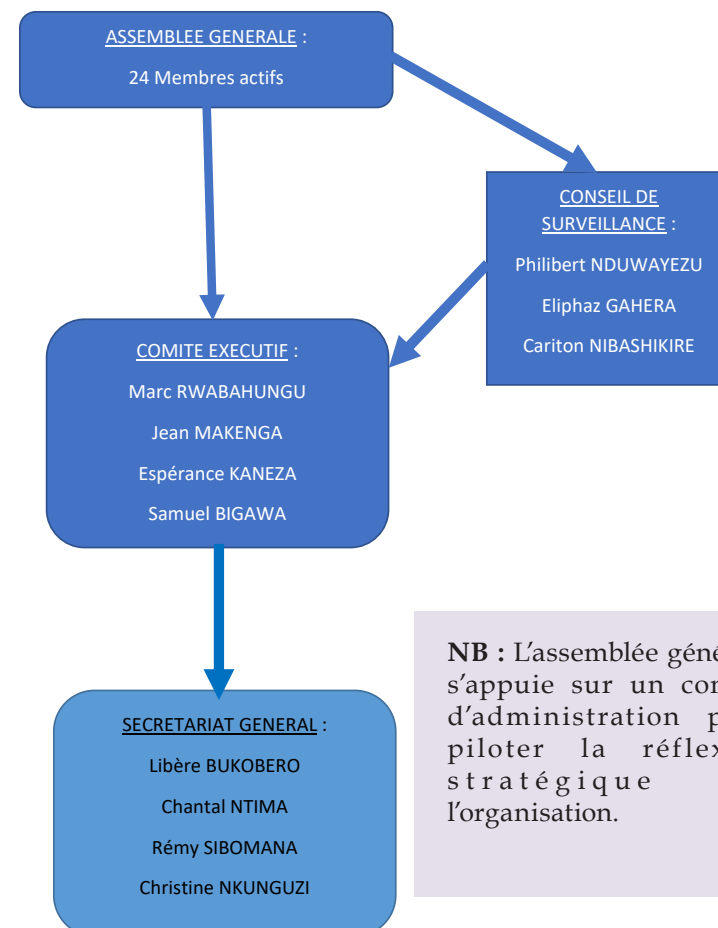 ASSEMBLEE GENERALE :
24 Membres actifs
CONSEIL DE
SURVEILLANCE :
Philibert NDUWAYEZU
Eliphaz GAHERA
Cariton NIBASHIKIRE
COMITE EXECUTIF :
Marc RWABAHUNGU
Jean MAKENGA
Espérance KANEZA
Samuel BIGAWA
NB : L’assemblée
s’appuie sur un
d’administration
piloter la
stratégique
l’organisation.
SECRETARIAT GENERAL :
Libère BUKOBERO
Chantal NTIMA
Rémy SIBOMANA
Christine NKUNGUZI